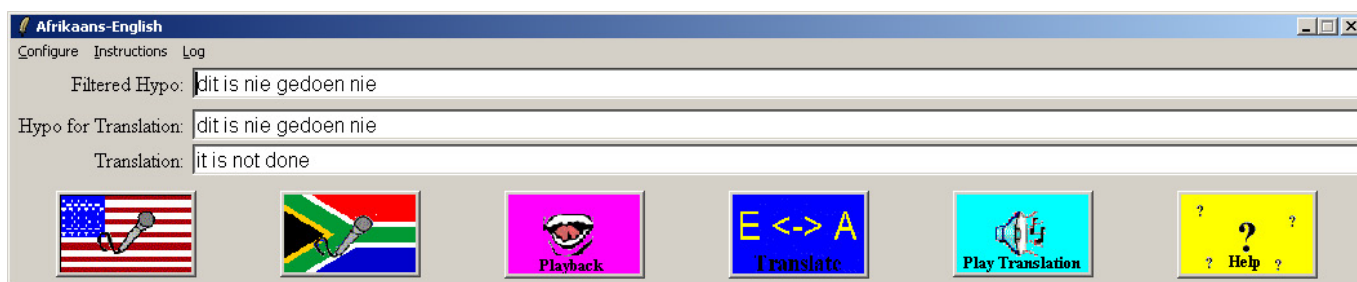 Afrikaans-English
Configure Instructions Log
Filtered Hypo: dit is nie gedoen nie
Hypo for Translation: dit is nie gedoen nie
Translation: it is not done
Playback
E <-> A
Translate
Play Translation
? ? ? ? Help ?